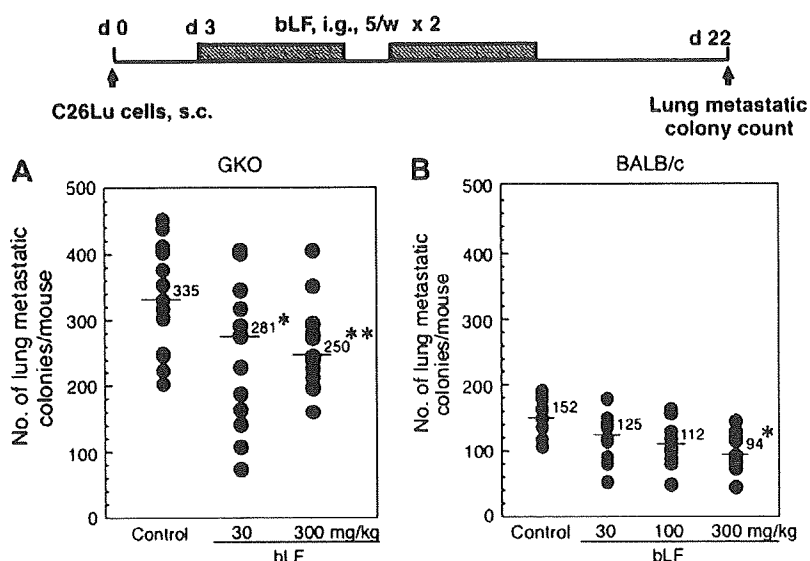 d 0 d 3 bLF, i.g., 5/w x 2 d 22
C26Lu cells, s.c.
Lung metastatic
colony count
A GKO
No. of lung metastatic
colonies/mouse
500
400
300
200
100
0
335
281 *
250 **
Control 30 300 mg/kg
bLF
B BALB/c
No. of lung metastatic
colonies/mouse
500
400
300
200
100
0
152
125
112
94 *
Control 30 100 300 mg/kg
bLF